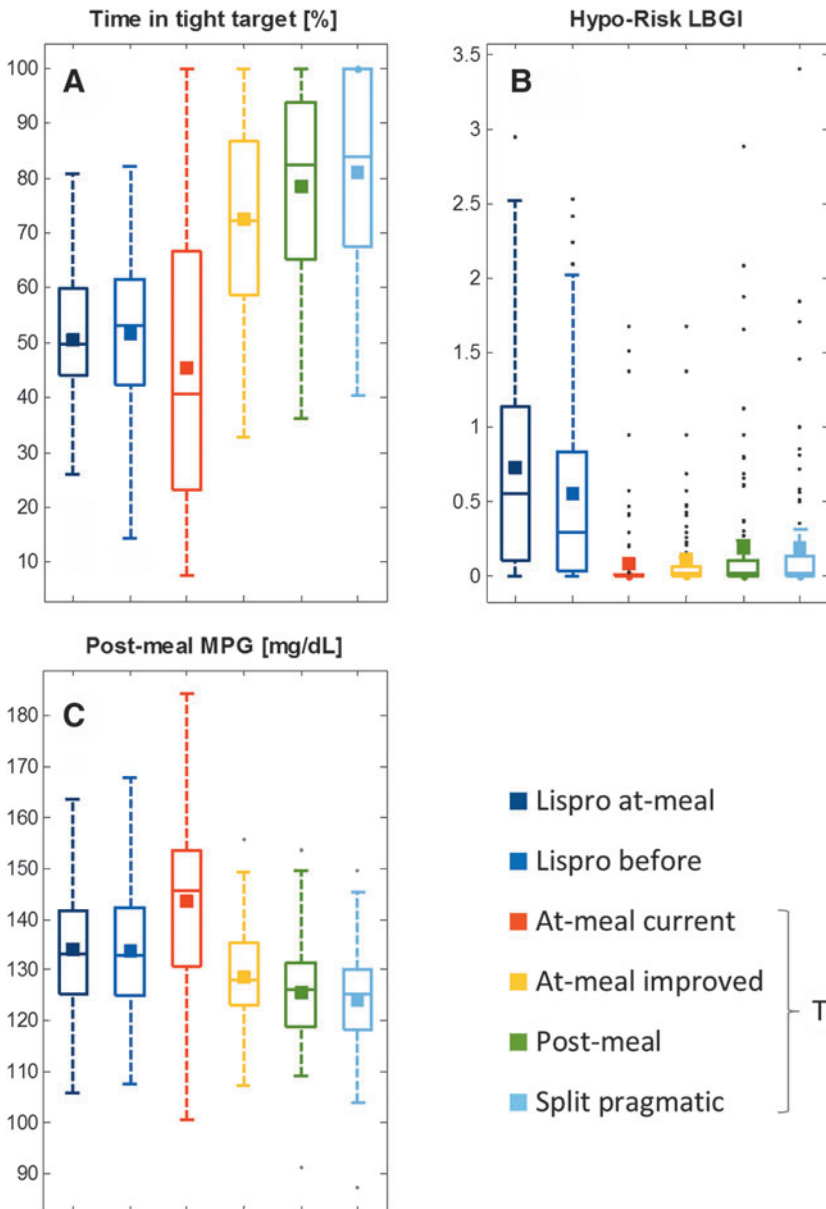 Time in tight target [%]
A
100
90
80
70
60
50
40
30
20
10
Hypo-Risk LBGI
B
3.5
3
2.5
2
1.5
1
0.5
0
Post-meal MPG [mg/dL]
C
180
170
160
150
140
130
120
110
100
90
Lispro at-meal
Lispro before
At-meal current
At-meal improved
Post-meal
Split pragmatic
T